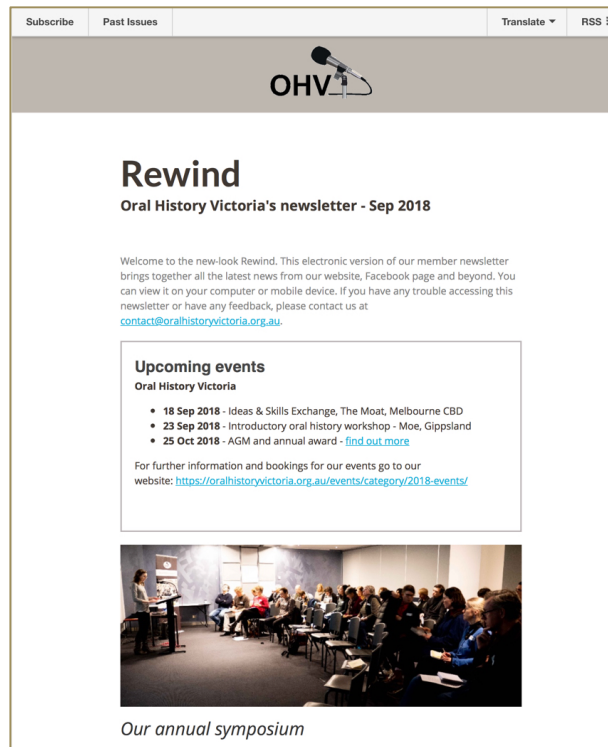 Subscribe
Past Issues
Translate
RSS
OHV
Rewind
Oral History Victoria's newsletter - Sep 2018
Welcome to the new-look Rewind. This electronic version of our member newsletter
brings together all the latest news from our website, Facebook page and beyond. You
can view it on your computer or mobile device. If you have any trouble accessing this
newsletter or have any feedback, please contact us at
contact@oralhistoryvictoria.org.au.
Upcoming events
Oral History Victoria
• 18 Sep 2018 - Ideas & Skills Exchange, The Moat, Melbourne CBD
• 23 Sep 2018 - Introductory oral history workshop - Moe, Gippsland
• 25 Oct 2018 - AGM and annual award - find out more
For further information and bookings for our events go to our
website: https://oralhistoryvictoria.org.au/events/category/2018-events/
Our annual symposium